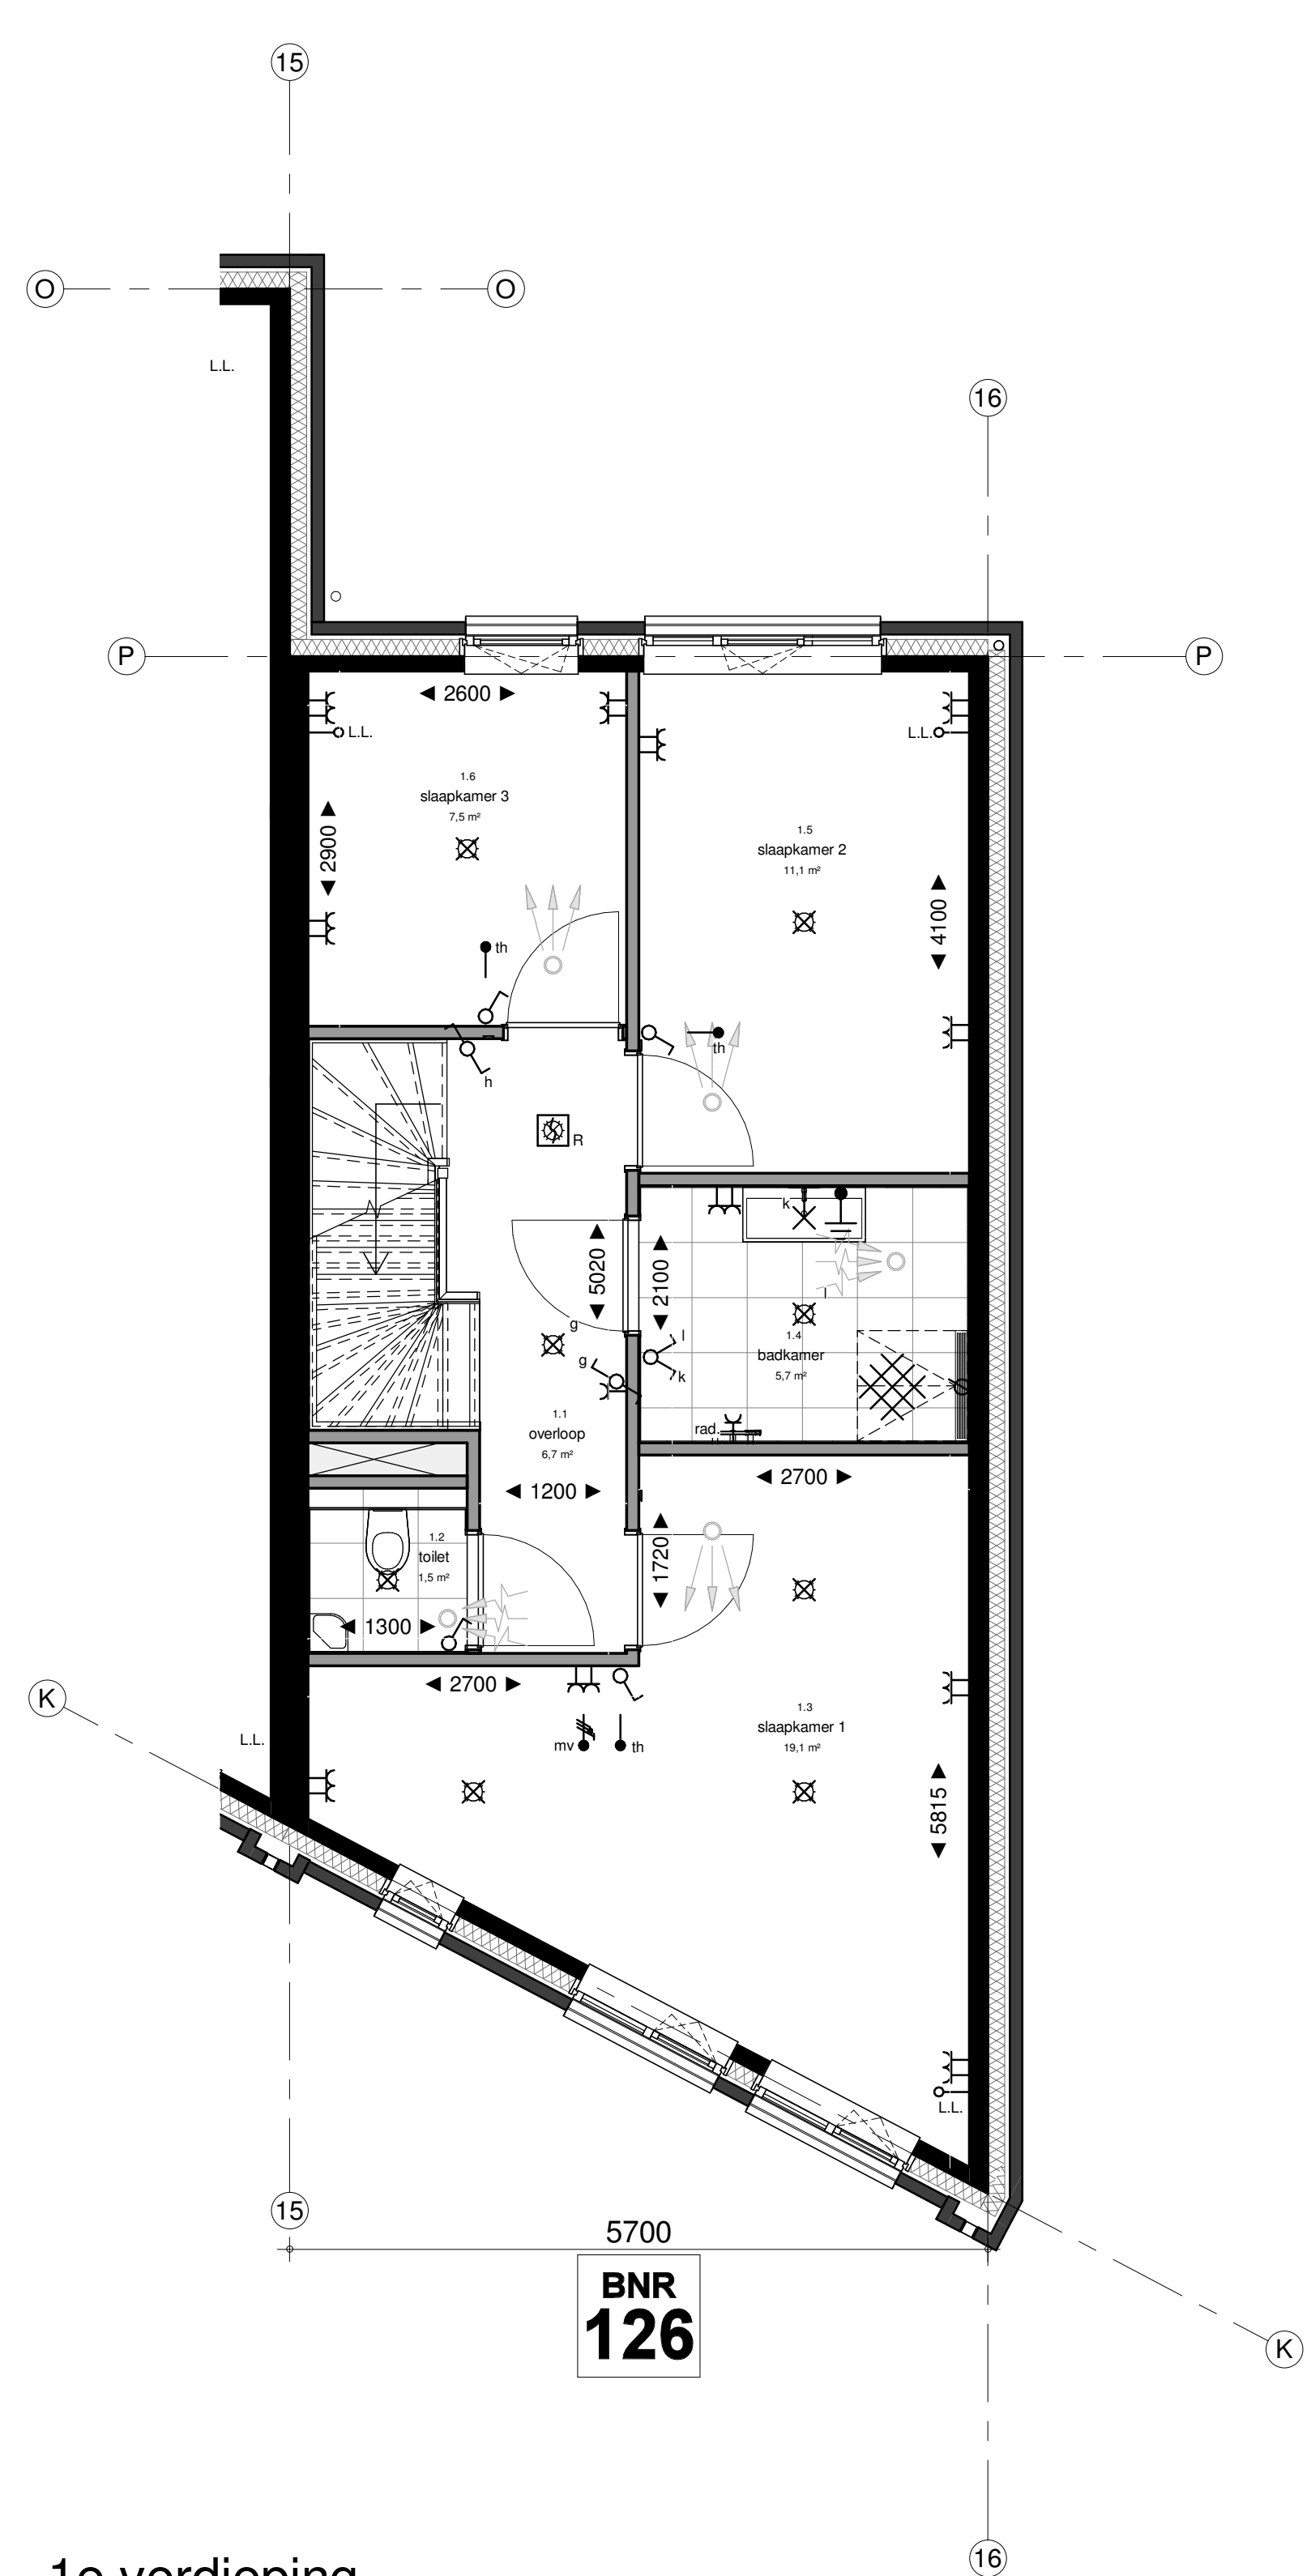 15
O
O
L.L.
16
P
P
2600
L.L.
L.L.
1.6
slaapkamer 3
7,5 m²
2900
1.5
slaapkamer 2
11,1 m²
4100
th
th
h
R
k
5020
2100
l
g
1.4
badkamer
5,7 m²
l
g
k
1.1
overloop
6,7 m²
rad.
2700
1200
1720
1.2
toilet
1,5 m²
1300
2700
K
1.3
slaapkamer 1
19,1 m²
mv
th
L.L.
5815
L.L.
15
5700
BNR
126
K
1e verdieping
16